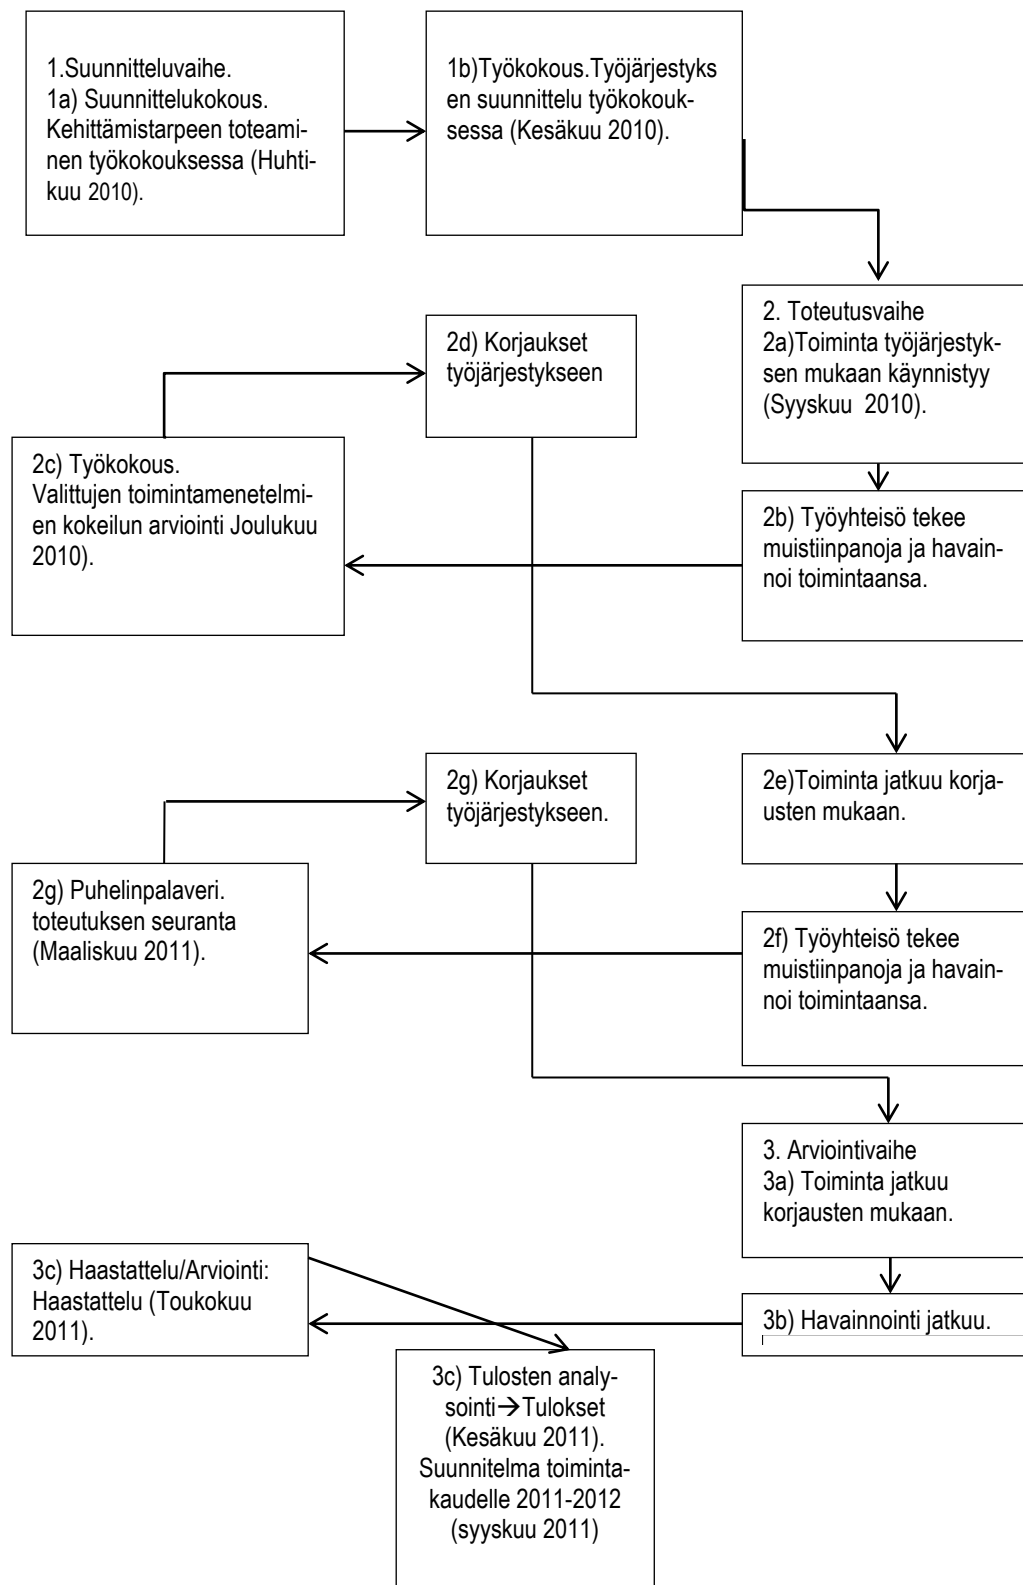 1.Suunnitteluvaihe.
1a) Suunnittelukokous.
Kehittämistarpeen toteami-
nen työkokouksessa (Huhti-
kuu 2010).
1b)Työkokous.Työjärjestyks
en suunnittelu työkokouk-
sessa (Kesäkuu 2010).
2. Toteutusvaihe
2a)Toiminta työjärjestyk-
sen mukaan käynnistyy
(Syyskuu 2010).
2b) Työyhteisö tekee
muistiinpanoja ja havain-
noi toimintaansa.
2c) Työkokous.
Valittujen toimintamenetelmi-
en kokeilun arviointi Joulukuu
2010).
2d) Korjaukset
työjärjestykseen
2e)Toiminta jatkuu korja-
usten mukaan.
2f) Työyhteisö tekee
muistiinpanoja ja havain-
noi toimintaansa.
2g) Puhelinpalaveri.
toteutuksen seuranta
(Maaliskuu 2011).
2g) Korjaukset
työjärjestykseen.
3. Arviointivaihe
3a) Toiminta jatkuu
korjausten mukaan.
3b) Havainnointi jatkuu.
3c) Haastattelu/Arviointi:
Haastattelu (Toukokuu
2011).
3c) Tulosten analy-
sointi→Tulokset
(Kesäkuu 2011).
Suunnitelma toiminta-
kaudelle 2011-2012
(syyskuu 2011)